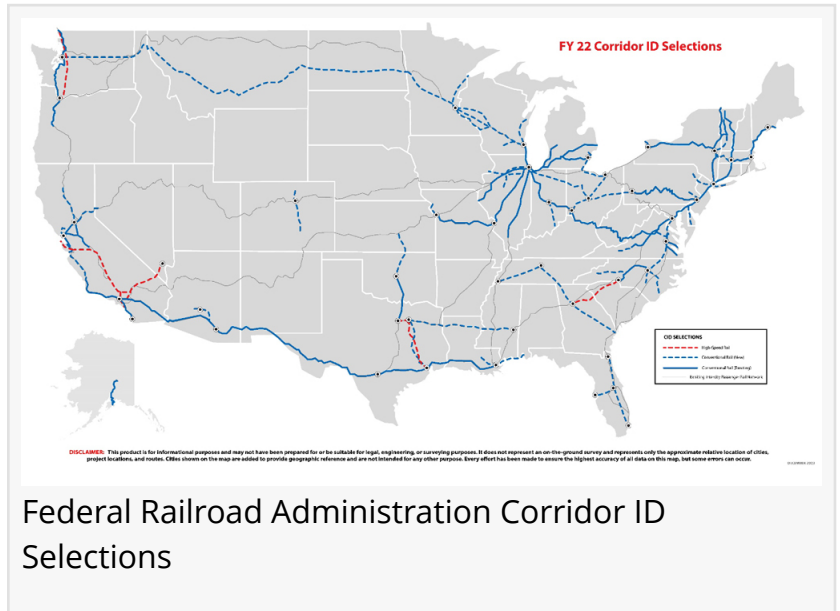 FY 22 Corridor ID Selections
CID SELECTIONS
High-Speed Rail
Conventional Rail (New)
Conventional Rail (Existing)
Existing Intercity Passenger Rail Network
DISCLAIMER: This product is for informational purposes and may not have been prepared for or be suitable for legal, engineering, or surveying purposes. It does not represent an on-the-ground survey and represents only the approximate relative location of cities,
project locations, and routes. Cities shown on the map are added to provide geographic reference and are not intended for any other purpose. Every effort has been made to ensure the highest accuracy of all data on this map, but some errors can occur.
Federal Railroad Administration Corridor ID
Selections